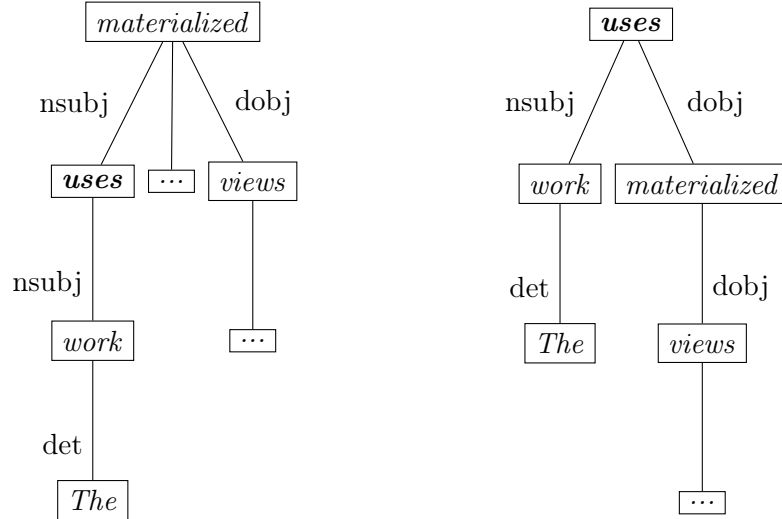 materialized
nsubj
dobj
uses
...
views
nsubj
...
work
det
The
uses
nsubj
dobj
work
materialized
det
dobj
The
views
...